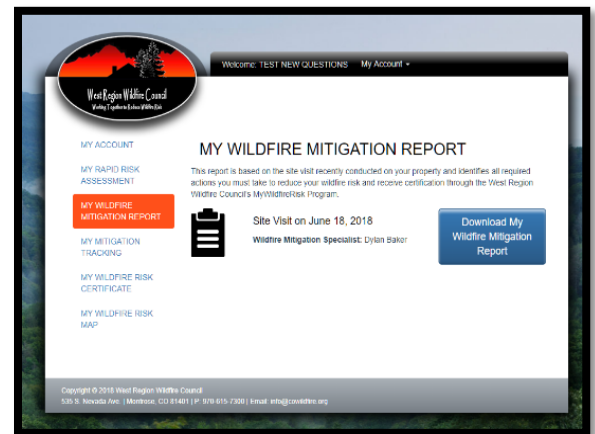 Welcome: TEST NEW QUESTIONS My Account
West Region Wildfire Council
Working Together to Reduce Wildfire Risk
MY ACCOUNT
MY RAPID RISK
ASSESSMENT
MY WILDFIRE
MITIGATION REPORT
MY MITIGATION
TRACKING
MY WILDFIRE RISK
CERTIFICATE
MY WILDFIRE RISK
MAP
MY WILDFIRE MITIGATION REPORT
This report is based on the site visit recently conducted on your property and identifies all required
actions you must take to reduce your wildfire risk and receive certification through the West Region
Wildfire Council's MyWildfireRisk Program.
Site Visit on June 18, 2018
Wildfire Mitigation Specialist: Dylan Baker
Download My
Wildfire Mitigation
Report
Copyright © 2018 West Region Wildfire Council
535 S. Nevada Ave. | Montrose, CO 81401 | P: 970-615-7300 | Email: info@cowildfire.org